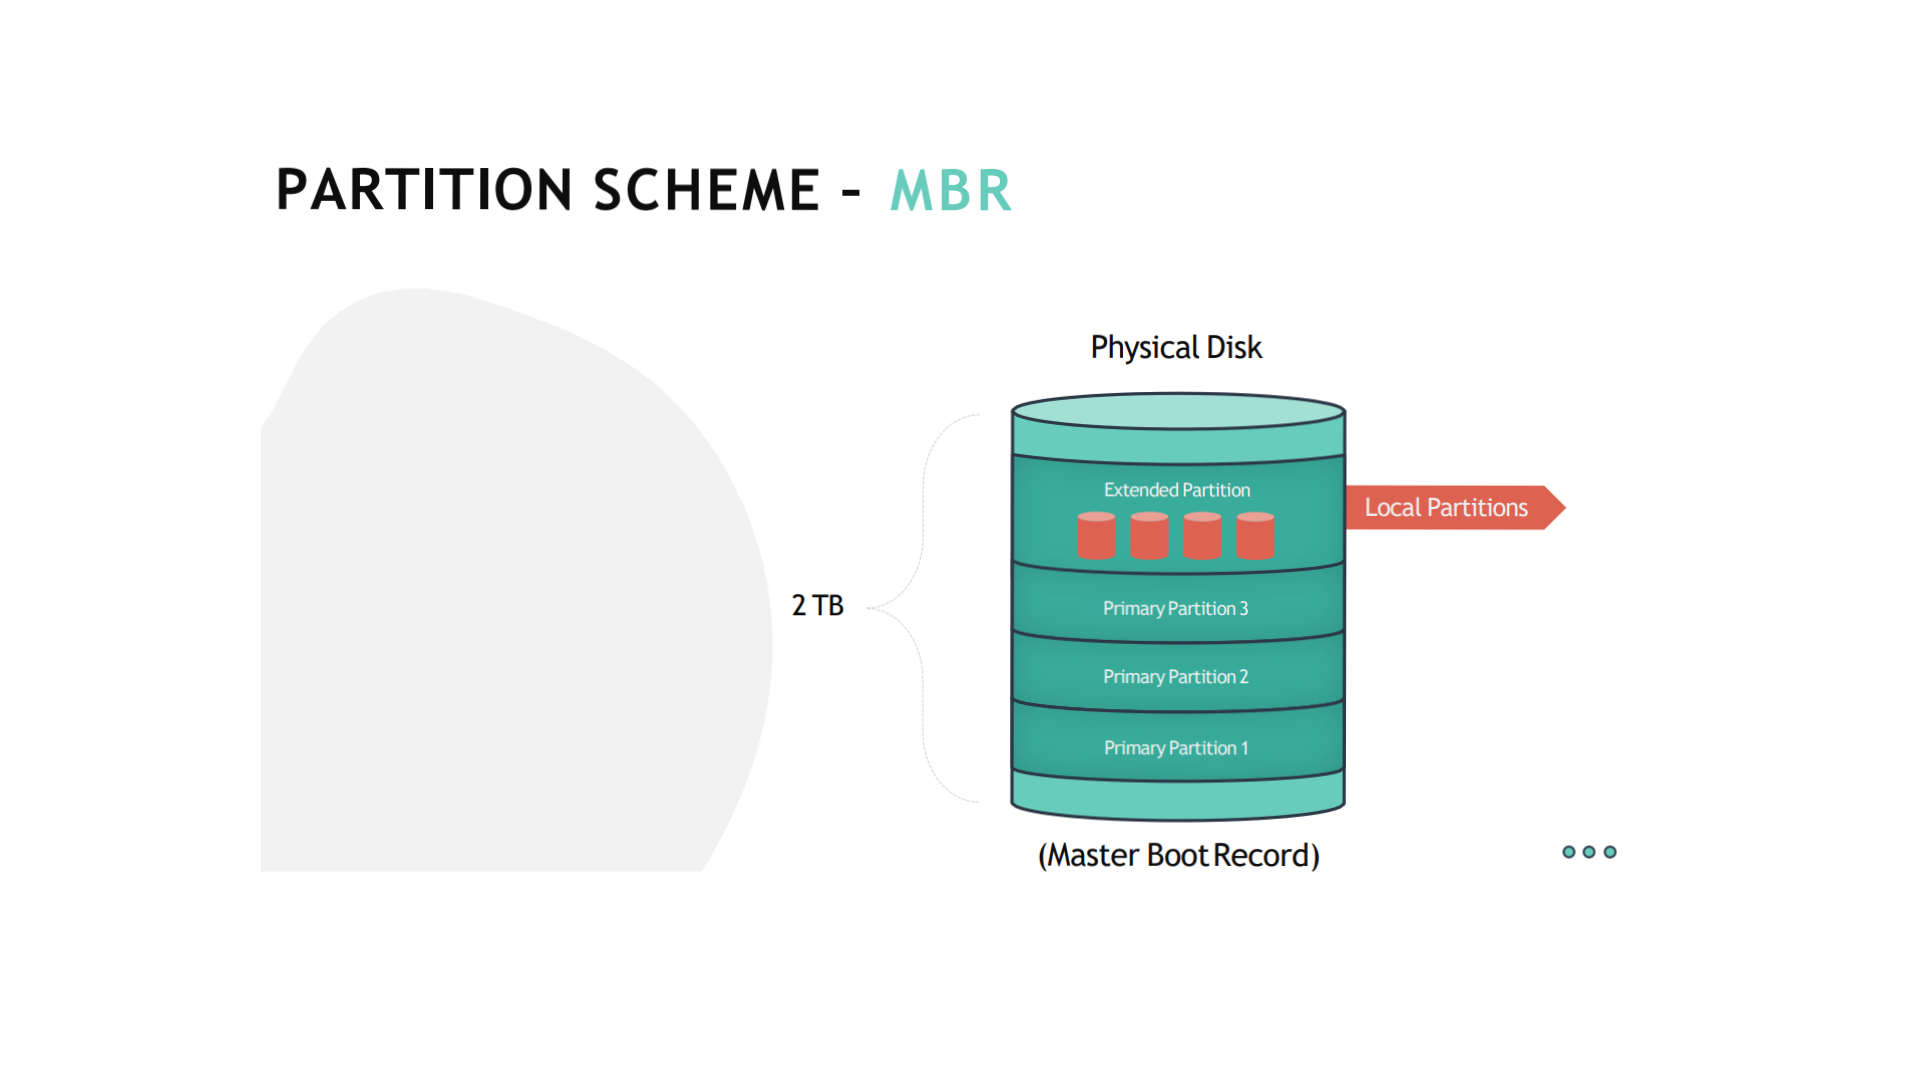 PARTITION SCHEME - MBR
Physical Disk
Extended Partition
Local Partitions
2 TB
Primary Partition 3
Primary Partition 2
Primary Partition 1
(Master Boot Record)